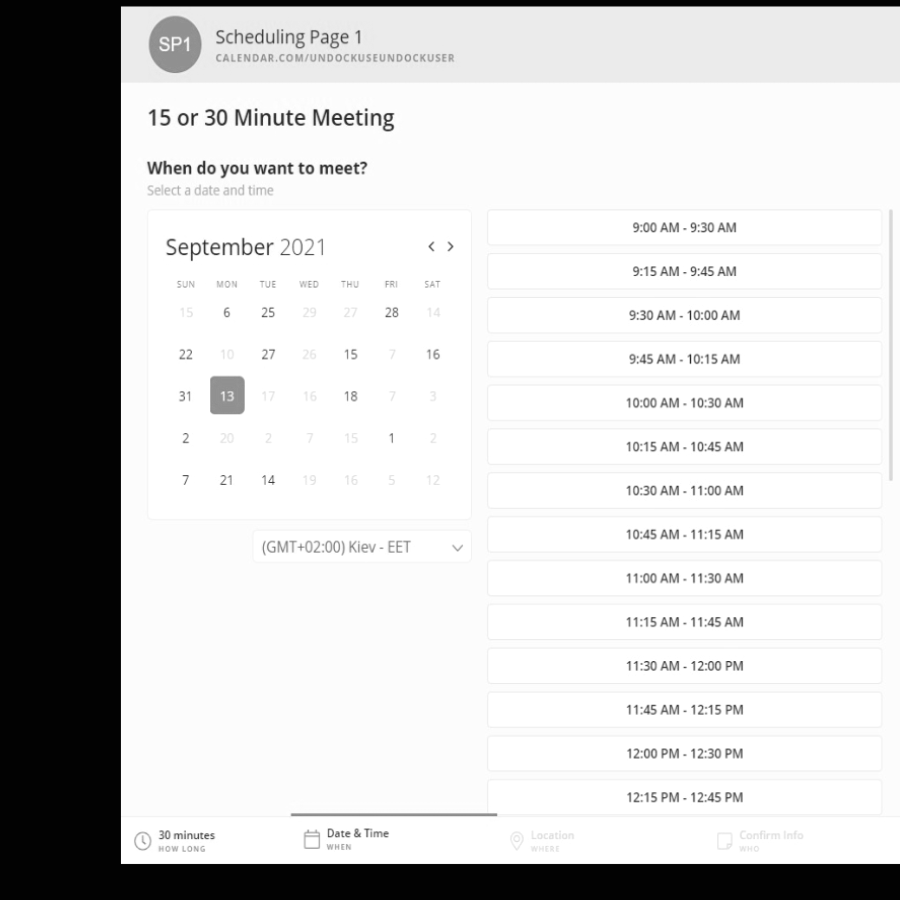 SP1
Scheduling Page 1
CALENDAR.COM/UNDOCKUSEUNDOCKUSER
15 or 30 Minute Meeting
When do you want to meet?
Select a date and time
September 2021
SUN MON TUE WED THU FRI SAT
15 6 25 29 27 28 14
22 10 27 26 15 7 16
31 13 17 16 18 7 3
2 20 2 7 15 1 2
7 21 14 19 16 5 12
(GMT+02:00) Kiev - EET
9:00 AM - 9:30 AM
9:15 AM - 9:45 AM
9:30 AM - 10:00 AM
9:45 AM - 10:15 AM
10:00 AM - 10:30 AM
10:15 AM - 10:45 AM
10:30 AM - 11:00 AM
10:45 AM - 11:15 AM
11:00 AM - 11:30 AM
11:15 AM - 11:45 AM
11:30 AM - 12:00 PM
11:45 AM - 12:15 PM
12:00 PM - 12:30 PM
12:15 PM - 12:45 PM
30 minutes
HOW LONG
Date & Time
WHEN
Location
WHERE
Confirm Info
WHO